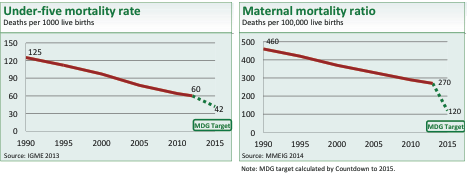 Under-five mortality rate
Deaths per 1000 live births
150
125
120
90
60
60
42
30
0
MDG Target
1990 1995 2000 2005 2010 2015
Source: IGME 2013
Maternal mortality ratio
Deaths per 100,000 live births
500
460
400
300
270
200
120
100
0
MDG Target
1990 1995 2000 2005 2010 2015
Source: MMEIG 2014
Note: MDG target calculated by Countdown to 2015.